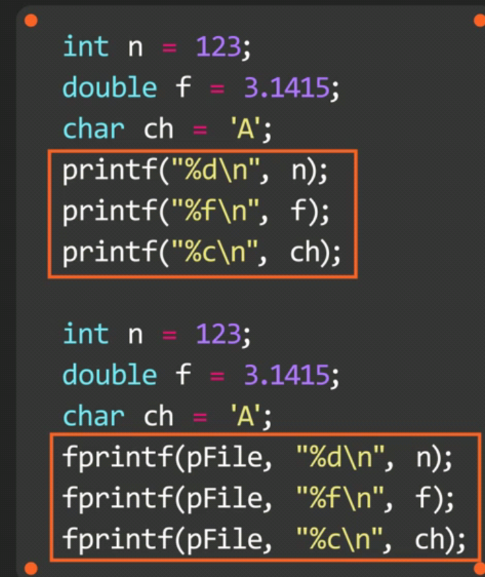 int n = 123;
double f = 3.1415;
char ch = 'A';
printf("%d\n", n);
printf("%f\n", f);
printf("%c\n", ch);
int n = 123;
double f = 3.1415;
char ch = 'A';
fprintf(pFile, "%d\n", n);
fprintf(pFile, "%f\n", f);
fprintf(pFile, "%c\n", ch);